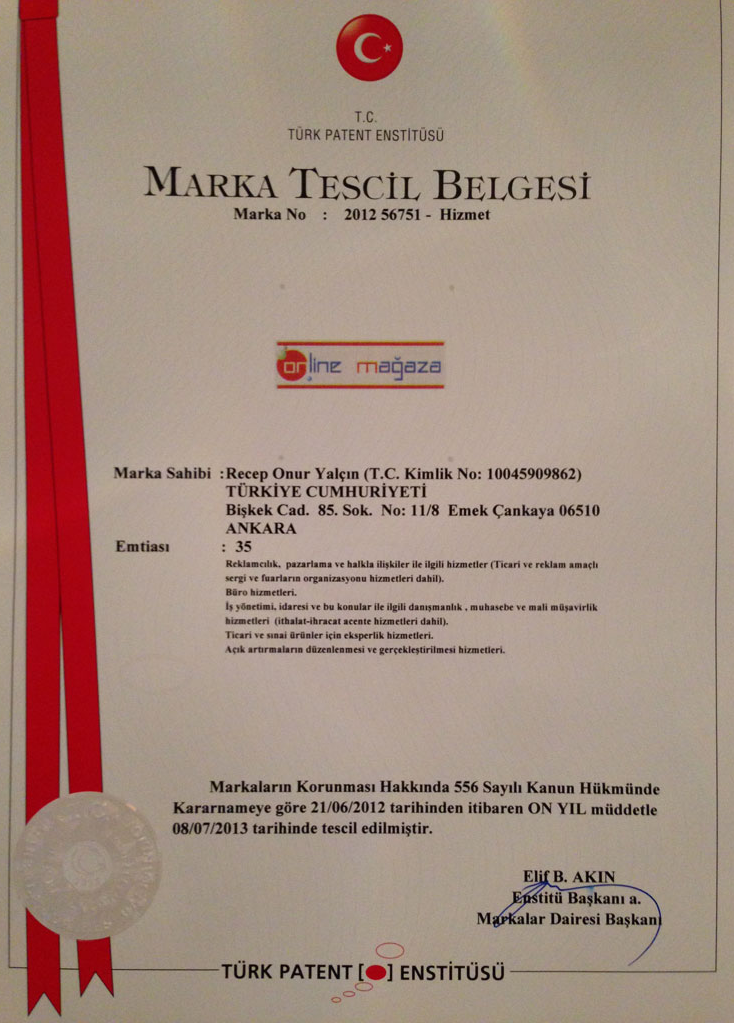 T.C.
TÜRK PATENT ENSTİTÜSÜ
MARKA TESCİL BELGESİ
Marka No : 2012 56751 - Hizmet
online mağaza
Marka Sahibi : Recep Onur Yalçın (T.C. Kimlik No: 10045909862)
TÜRKİYE CUMHURİYETİ
Bişkek Cad. 85. Sok. No: 11/8 Emek Çankaya 06510
ANKARA
Emtiası : 35
Reklamcılık, pazarlama ve halkla ilişkiler ile ilgili hizmetler (Ticari ve reklam amaçlı
sergi ve fuarların organizasyonu hizmetleri dahil).
Büro hizmetleri.
İş yönetimi, idaresi ve bu konular ile ilgili danışmanlık , muhasebe ve mali müşavirlik
hizmetleri (ithalat-ihracat acente hizmetleri dahil).
Ticari ve sınai ürünler için eksperlik hizmetleri.
Açık artırmaların düzenlenmesi ve gerçekleştirilmesi hizmetleri.
Markaların Korunması Hakkında 556 Sayılı Kanun Hükmünde
Kararnameye göre 21/06/2012 tarihinden itibaren ON YIL müddetle
08/07/2013 tarihinde tescil edilmiştir.
Elif B. AKIN
Enstitü Başkanı a.
Markalar Dairesi Başkanı
TÜRK PATENT [ ] ENSTİTÜSÜ